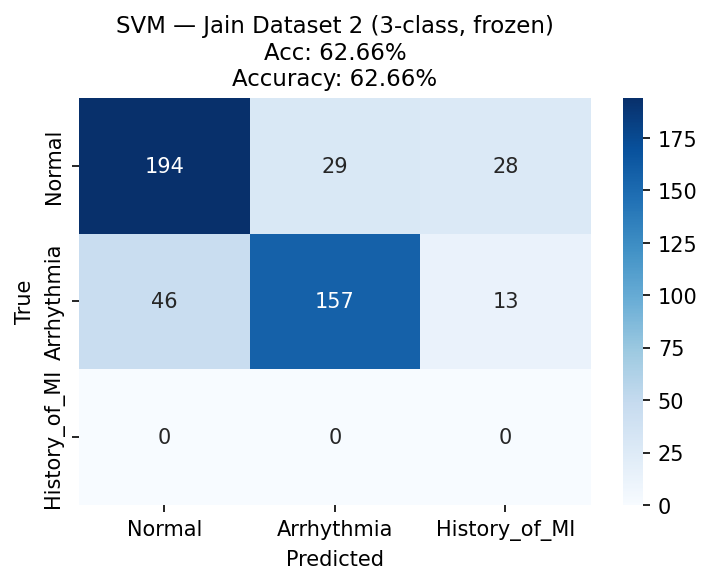 SVM — Jain Dataset 2 (3-class, frozen)
Acc: 62.66%
Accuracy: 62.66%
True
Normal
194 29 28
Arrhythmia
46 157 13
History_of_MI
0 0 0
Normal Arrhythmia History_of_MI
Predicted
175
150
125
100
75
50
25
0